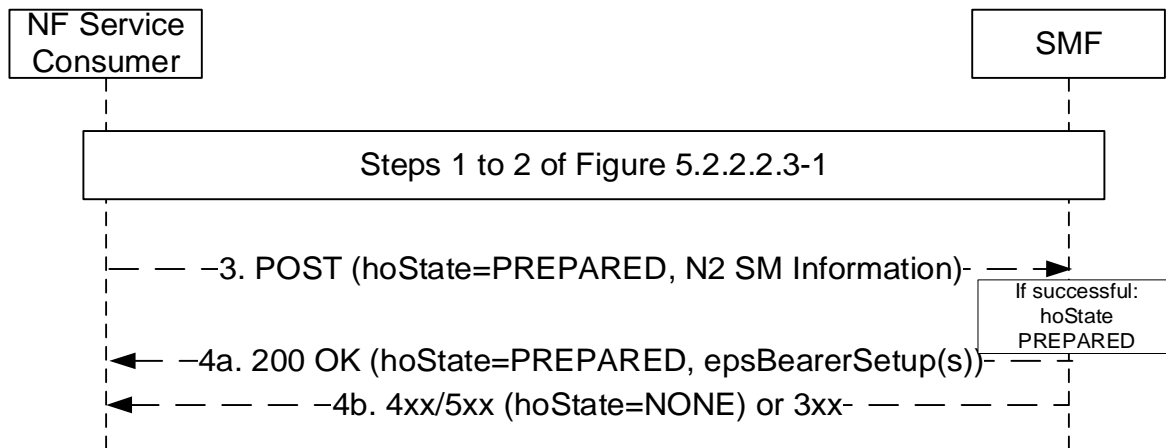 NF Service
Consumer
SMF
Steps 1 to 2 of Figure 5.2.2.2.3-1
3. POST (hoState=PREPARED, N2 SM Information)
If successful:
hoState
PREPARED
4a. 200 OK (hoState=PREPARED, epsBearerSetup(s))
4b. 4xx/5xx (hoState=NONE) or 3xx